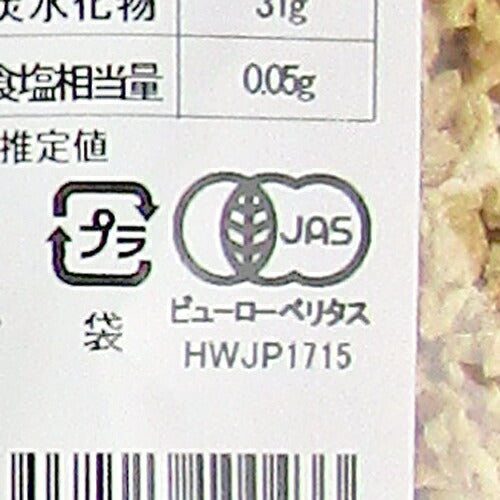 炭水化物 31g
食塩相当量 0.05g
推定値
プラ JAS
袋 ビューローベリタス
HWJP1715